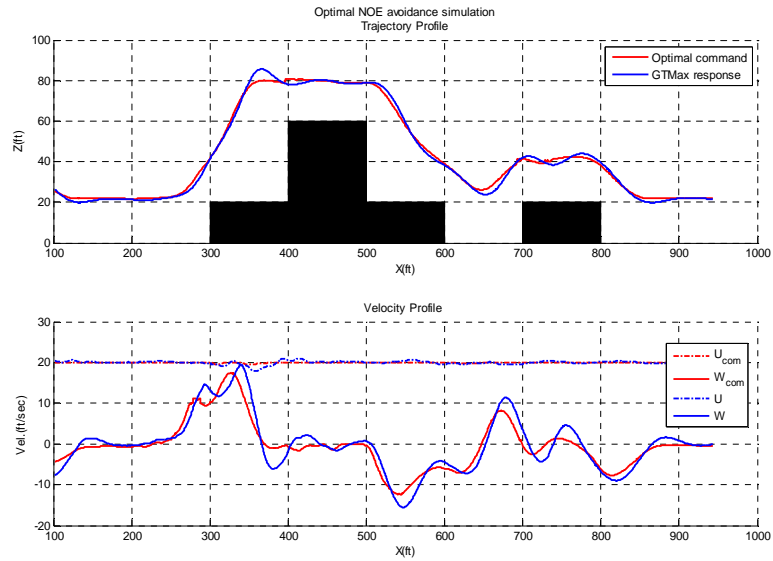 Optimal NOE avoidance simulation
Trajectory Profile
100
80
60
40
20
0
Z(ft)
Optimal command
GTMax response
100 200 300 400 500 600 700 800 900 1000
X(ft)
Velocity Profile
30
20
10
0
-10
-20
Vel.(ft/sec)
U_com
W_com
U
W
100 200 300 400 500 600 700 800 900 1000
X(ft)